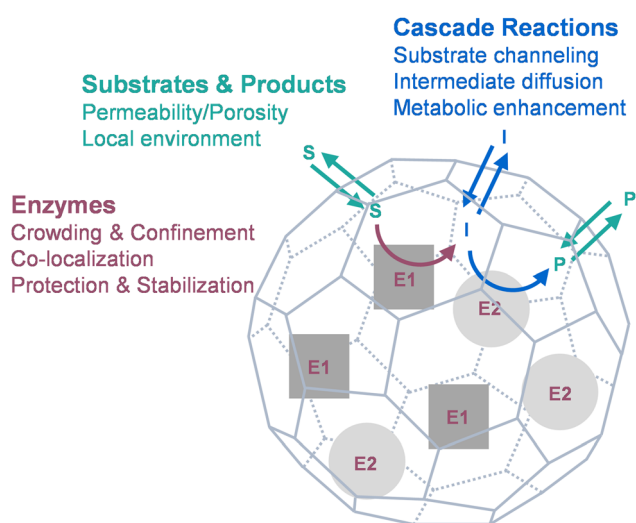 Cascade Reactions
Substrate channeling
Intermediate diffusion
Metabolic enhancement
Substrates & Products
Permeability/Porosity
Local environment
Enzymes
Crowding & Confinement
Co-localization
Protection & Stabilization
I
S
S
P
I
P
E1
E2
E1
E2
E1
E2